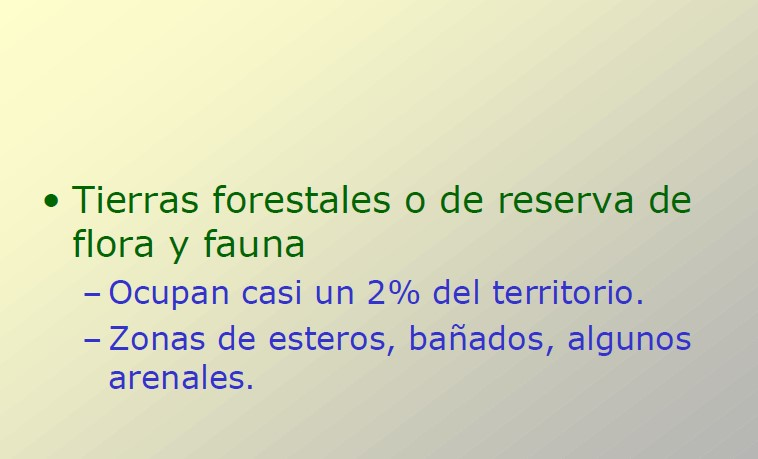 • Tierras forestales o de reserva de
flora y fauna
– Ocupan casi un 2% del territorio.
– Zonas de esteros, bañados, algunos
arenales.